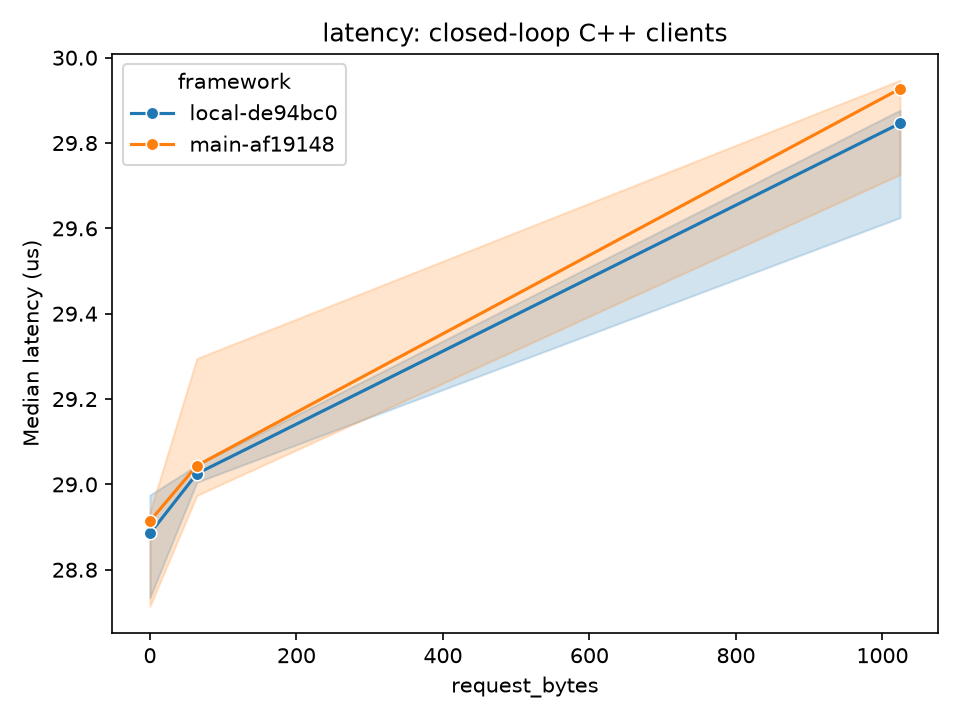 latency: closed-loop C++ clients
framework
local-de94bc0
main-af19148
Median latency (us)
30.0
29.8
29.6
29.4
29.2
29.0
28.8
0
200
400
600
800
1000
request_bytes